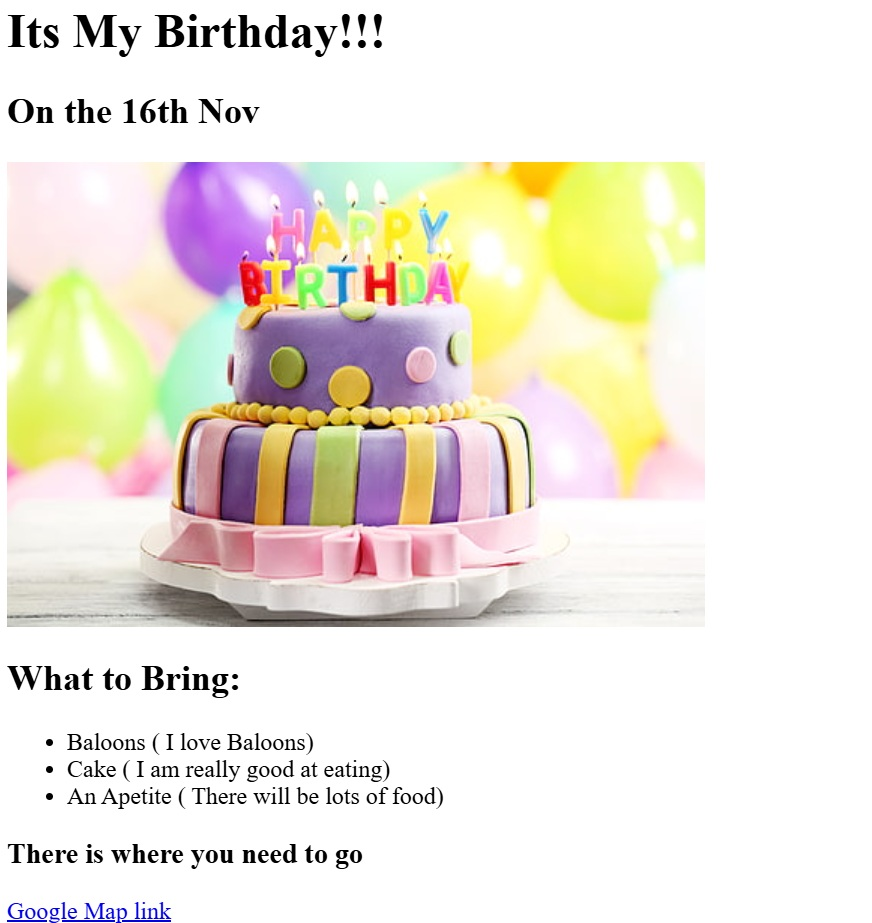 Its My Birthday!!!
On the 16th Nov
HAPPY
BIRTHDAY
What to Bring:
• Baloons ( I love Baloons)
• Cake ( I am really good at eating)
• An Apetite ( There will be lots of food)
There is where you need to go
Google Map link